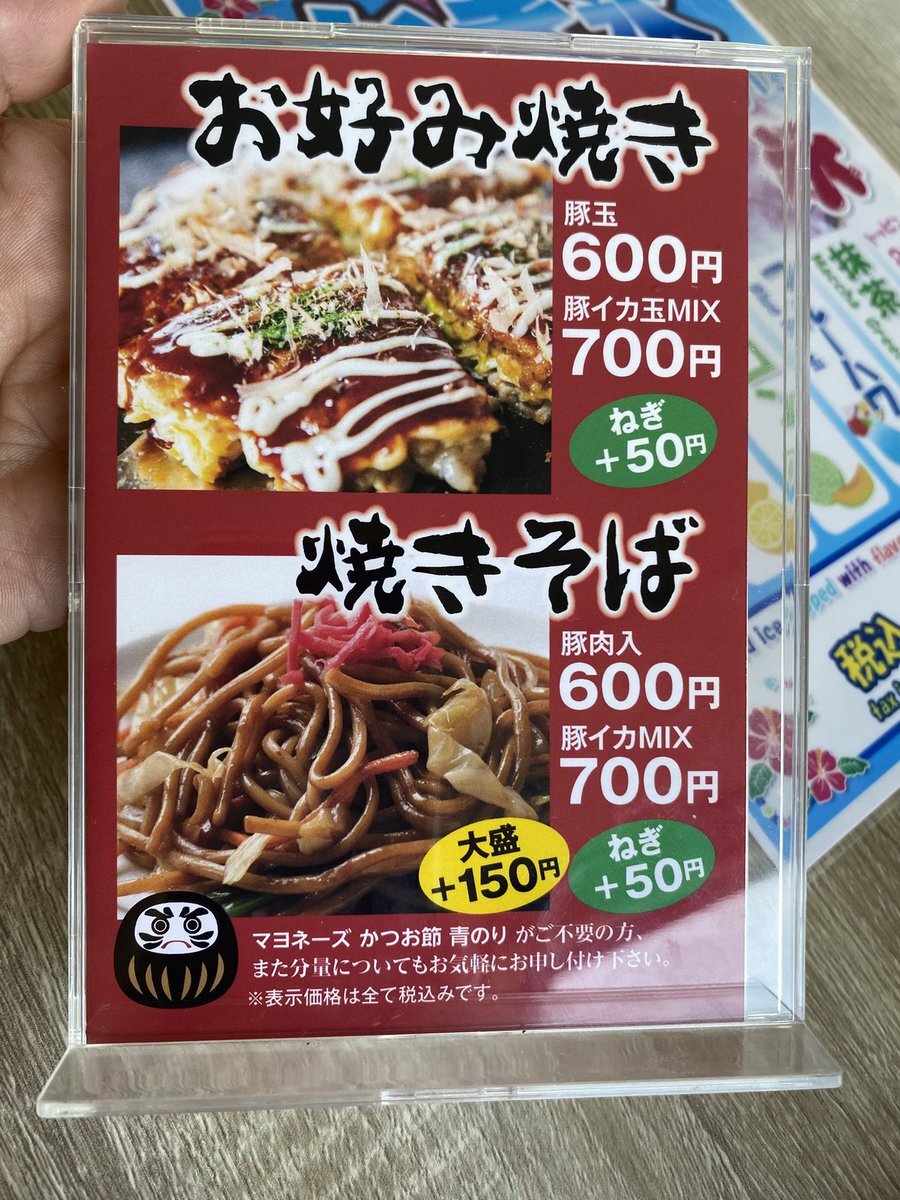 お好み焼き
豚玉
600円
豚イカ玉MIX
700円
ねぎ
+50円
焼きそば
豚肉入
600円
豚イカMIX
700円
大盛
+150円
ねぎ
+50円
マヨネーズ かつお節 青のり がご不要の方、
また分量についてもお気軽にお申し付け下さい。
※表示価格は全て税込みです。
抹茶
with flavo
税込
tax